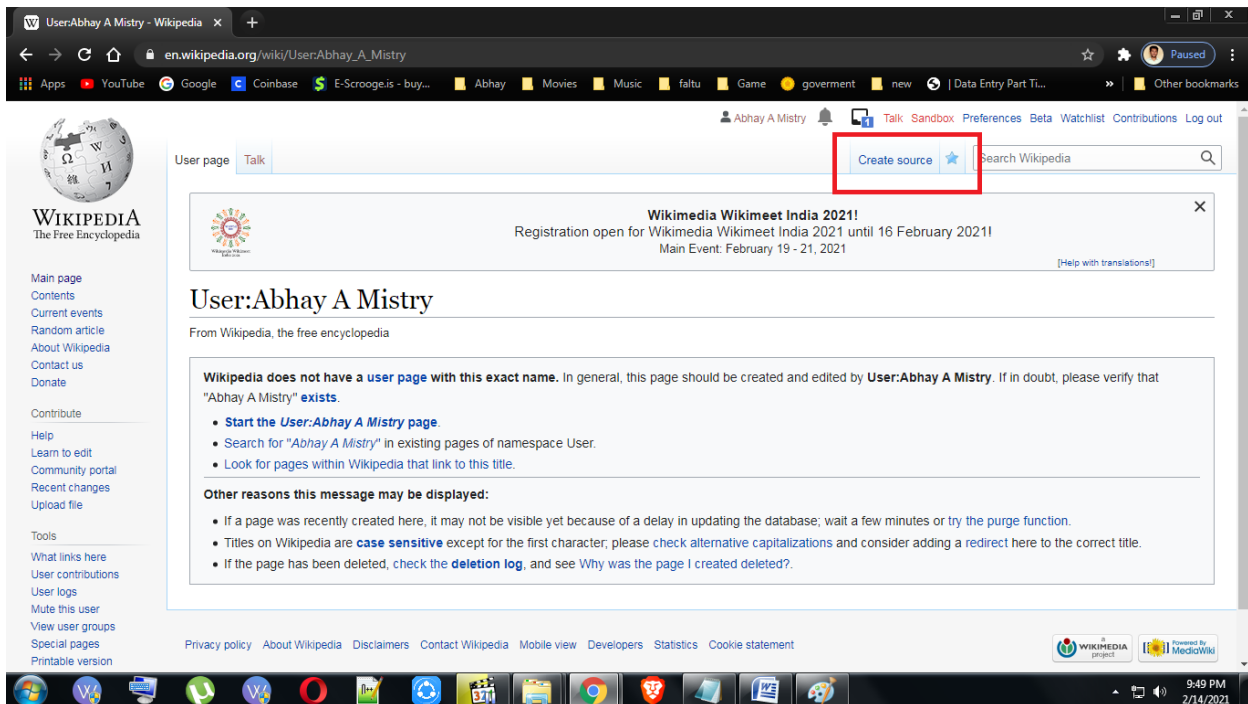 User:Abhay A Mistry - Wikipedia
en.wikipedia.org/wiki/User:Abhay_A_Mistry
Paused
Apps YouTube Google Coinbase E-Scrooge.is - buy... Abhay Movies Music faltu Game goverment new | Data Entry Part Ti... » Other bookmarks
Abhay A Mistry 1 Talk Sandbox Preferences Beta Watchlist Contributions Log out
User page Talk Create source Search Wikipedia
WIKIPEDIA
The Free Encyclopedia
Wikimedia Wikimeet India 2021!
Registration open for Wikimedia Wikimeet India 2021 until 16 February 2021!
Main Event: February 19 - 21, 2021
[Help with translations!]
Main page
Contents
Current events
Random article
About Wikipedia
Contact us
Donate
Contribute
Help
Learn to edit
Community portal
Recent changes
Upload file
Tools
What links here
User contributions
User logs
Mute this user
View user groups
Special pages
Printable version
User:Abhay A Mistry
From Wikipedia, the free encyclopedia
Wikipedia does not have a user page with this exact name. In general, this page should be created and edited by User:Abhay A Mistry. If in doubt, please verify that
"Abhay A Mistry" exists.
• Start the User:Abhay A Mistry page.
• Search for "Abhay A Mistry" in existing pages of namespace User.
• Look for pages within Wikipedia that link to this title.
Other reasons this message may be displayed:
• If a page was recently created here, it may not be visible yet because of a delay in updating the database; wait a few minutes or try the purge function.
• Titles on Wikipedia are case sensitive except for the first character; please check alternative capitalizations and consider adding a redirect here to the correct title.
• If the page has been deleted, check the deletion log, and see Why was the page I created deleted?.
Privacy policy About Wikipedia Disclaimers Contact Wikipedia Mobile view Developers Statistics Cookie statement
a
WIKIMEDIA
project
Powered By
MediaWiki
9:49 PM
2/14/2021